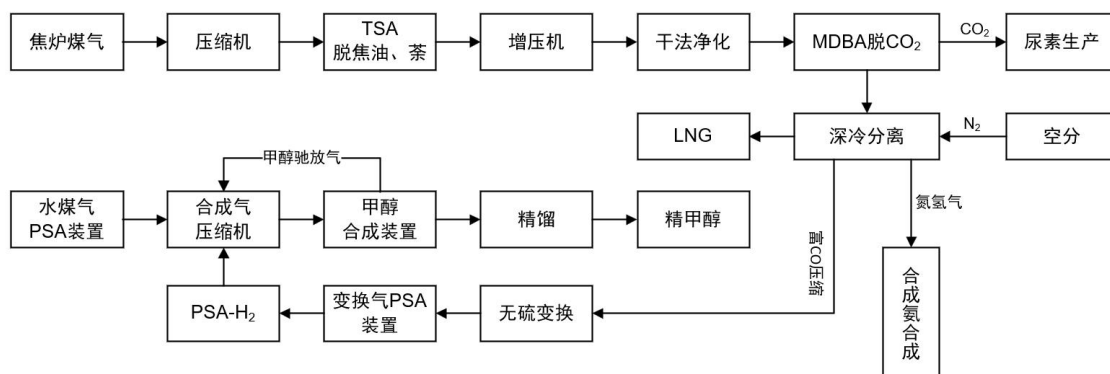 焦炉煤气
压缩机
TSA
脱焦油、萘
增压机
干法净化
MDBA脱CO₂
CO₂
尿素生产
LNG
深冷分离
N₂
空分
甲醇驰放气
水煤气
PSA装置
合成气
压缩机
甲醇
合成装置
精馏
精甲醇
富CO压缩
氮氢气
合成氨合成
PSA-H₂
变换气PSA
装置
无硫变换